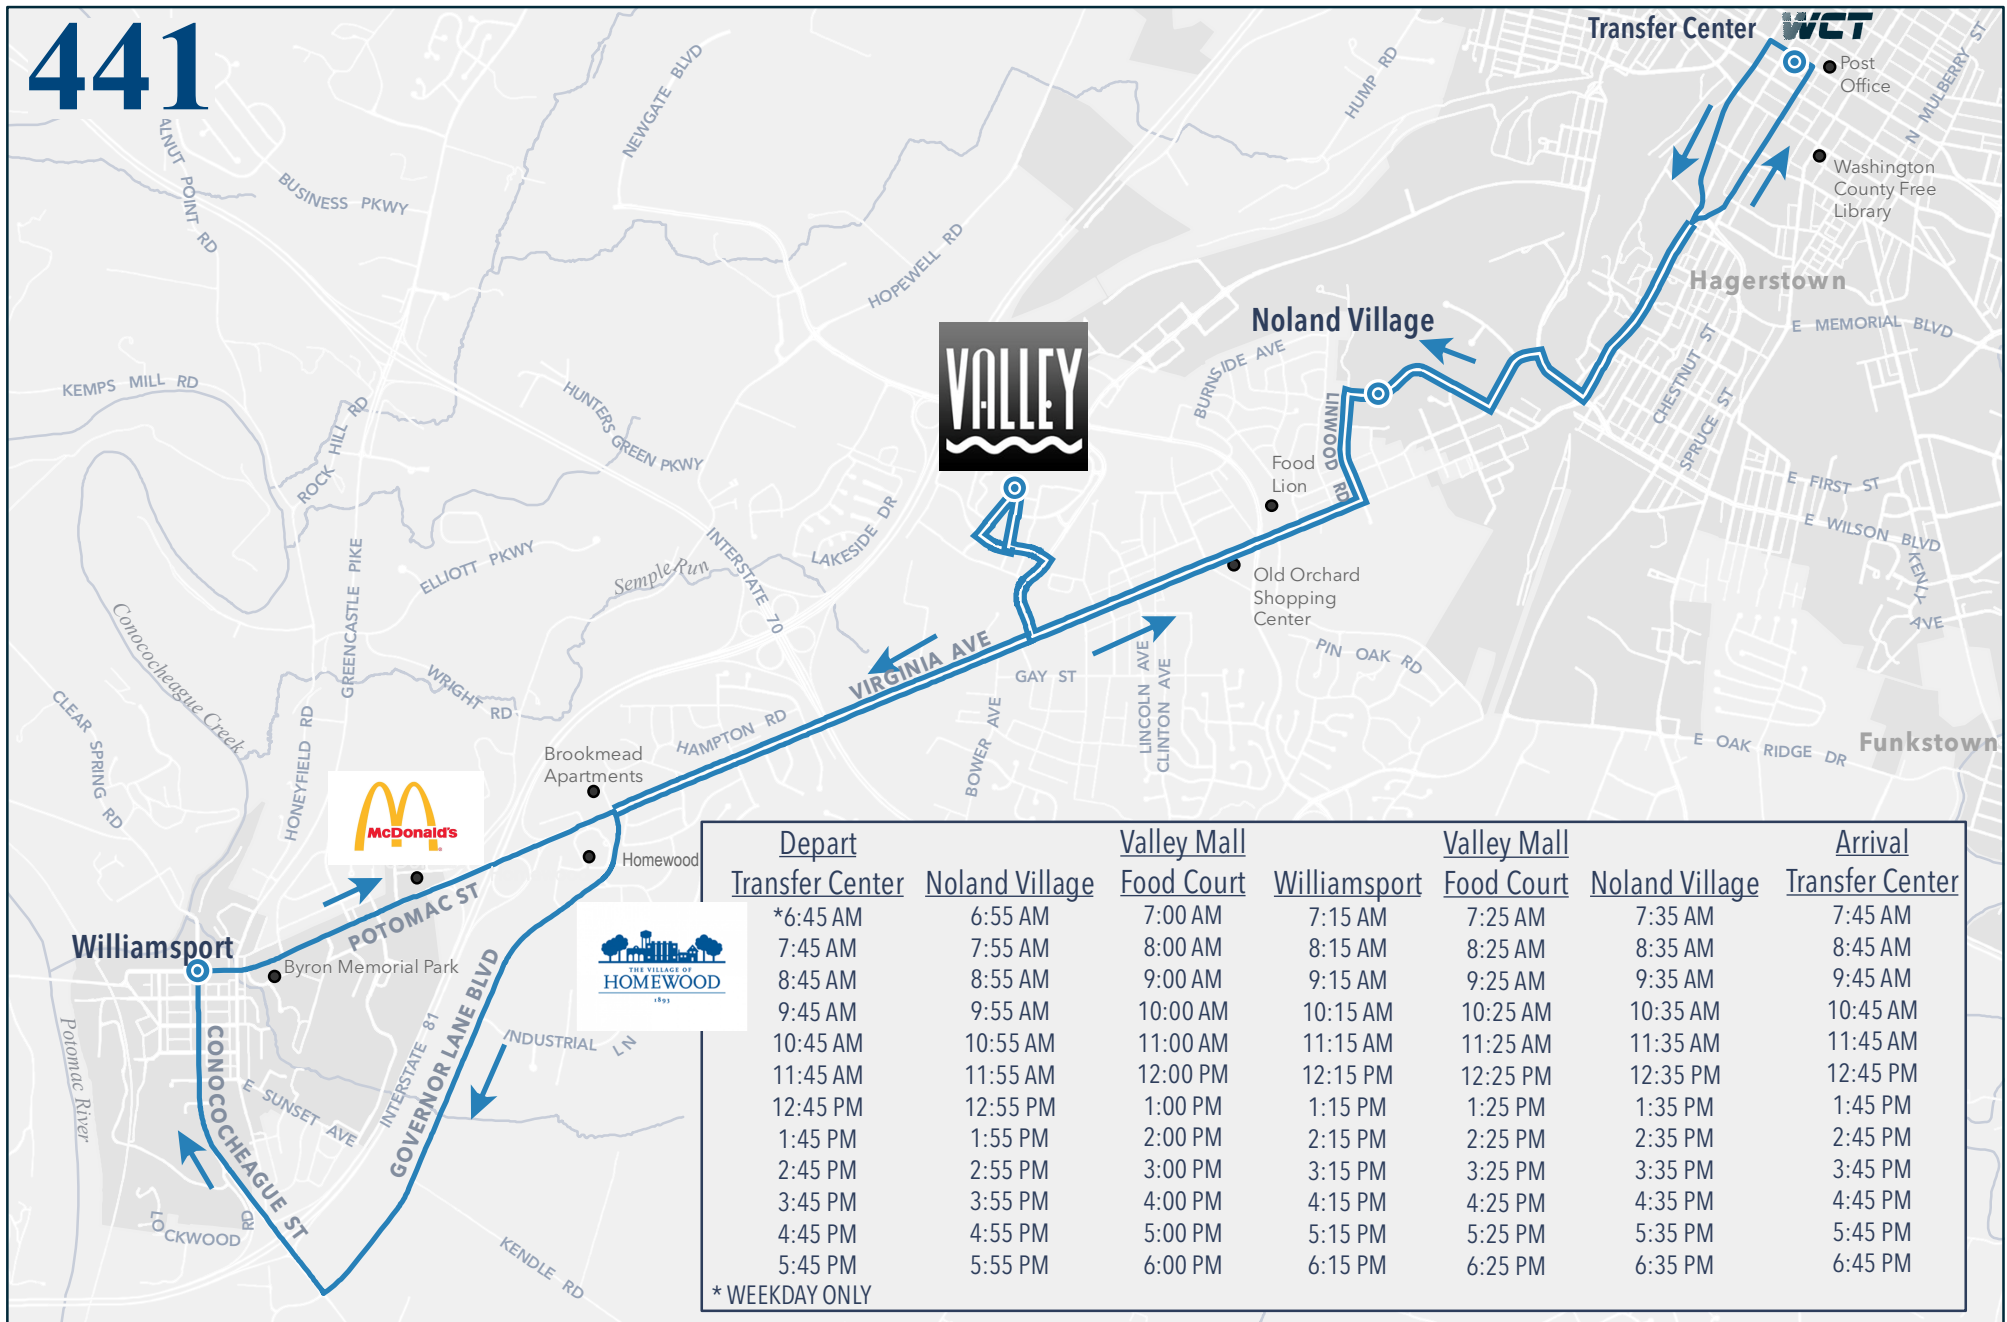 441
Transfer Center WCT
Post
Office
Washington
County Free
Library
N MULBERRY ST
HUMP RD
NEWGATE BLVD
ALNUT POINT RD
BUSINESS PKWY
HOPEWELL RD
Hagerstown
E MEMORIAL BLVD
Noland Village
BURNSIDE AVE
CHESTNUT ST
SPRUCE ST
KEMPS MILL RD
HUNTERS GREEN PKWY
ROCK HILL RD
VALLEY
LINWOOD RD
Food
Lion
E FIRST ST
E WILSON BLVD
KENLY AVE
LAKESIDE DR
INTERSTATE 70
ELLIOTT PKWY
Semple Run
GREENCASTLE PIKE
Old Orchard
Shopping
Center
Conococheague Creek
VIRGINIA AVE
GAY ST
LINCOLN AVE
CLINTON AVE
PIN OAK RD
WRIGHT RD
CLEAR SPRING RD
HONEYFIELD RD
HAMPTON RD
BOWER AVE
E OAK RIDGE DR
Funkstown
Brookmead
Apartments
McDonald's
Homewood
POTOMAC ST
Williamsport
Byron Memorial Park
THE VILLAGE OF
HOMEWOOD
1893
GOVERNOR LANE BLVD
INDUSTRIAL LN
INTERSTATE 81
Potomac River
CONOCOCHEAGUE ST
E SUNSET AVE
LOCKWOOD RD
KENDLE RD
Depart Valley Mall Valley Mall Arrival
Transfer Center Noland Village Food Court Williamsport Food Court Noland Village Transfer Center
*6:45 AM 6:55 AM 7:00 AM 7:15 AM 7:25 AM 7:35 AM 7:45 AM
7:45 AM 7:55 AM 8:00 AM 8:15 AM 8:25 AM 8:35 AM 8:45 AM
8:45 AM 8:55 AM 9:00 AM 9:15 AM 9:25 AM 9:35 AM 9:45 AM
9:45 AM 9:55 AM 10:00 AM 10:15 AM 10:25 AM 10:35 AM 10:45 AM
10:45 AM 10:55 AM 11:00 AM 11:15 AM 11:25 AM 11:35 AM 11:45 AM
11:45 AM 11:55 AM 12:00 PM 12:15 PM 12:25 PM 12:35 PM 12:45 PM
12:45 PM 12:55 PM 1:00 PM 1:15 PM 1:25 PM 1:35 PM 1:45 PM
1:45 PM 1:55 PM 2:00 PM 2:15 PM 2:25 PM 2:35 PM 2:45 PM
2:45 PM 2:55 PM 3:00 PM 3:15 PM 3:25 PM 3:35 PM 3:45 PM
3:45 PM 3:55 PM 4:00 PM 4:15 PM 4:25 PM 4:35 PM 4:45 PM
4:45 PM 4:55 PM 5:00 PM 5:15 PM 5:25 PM 5:35 PM 5:45 PM
5:45 PM 5:55 PM 6:00 PM 6:15 PM 6:25 PM 6:35 PM 6:45 PM
* WEEKDAY ONLY